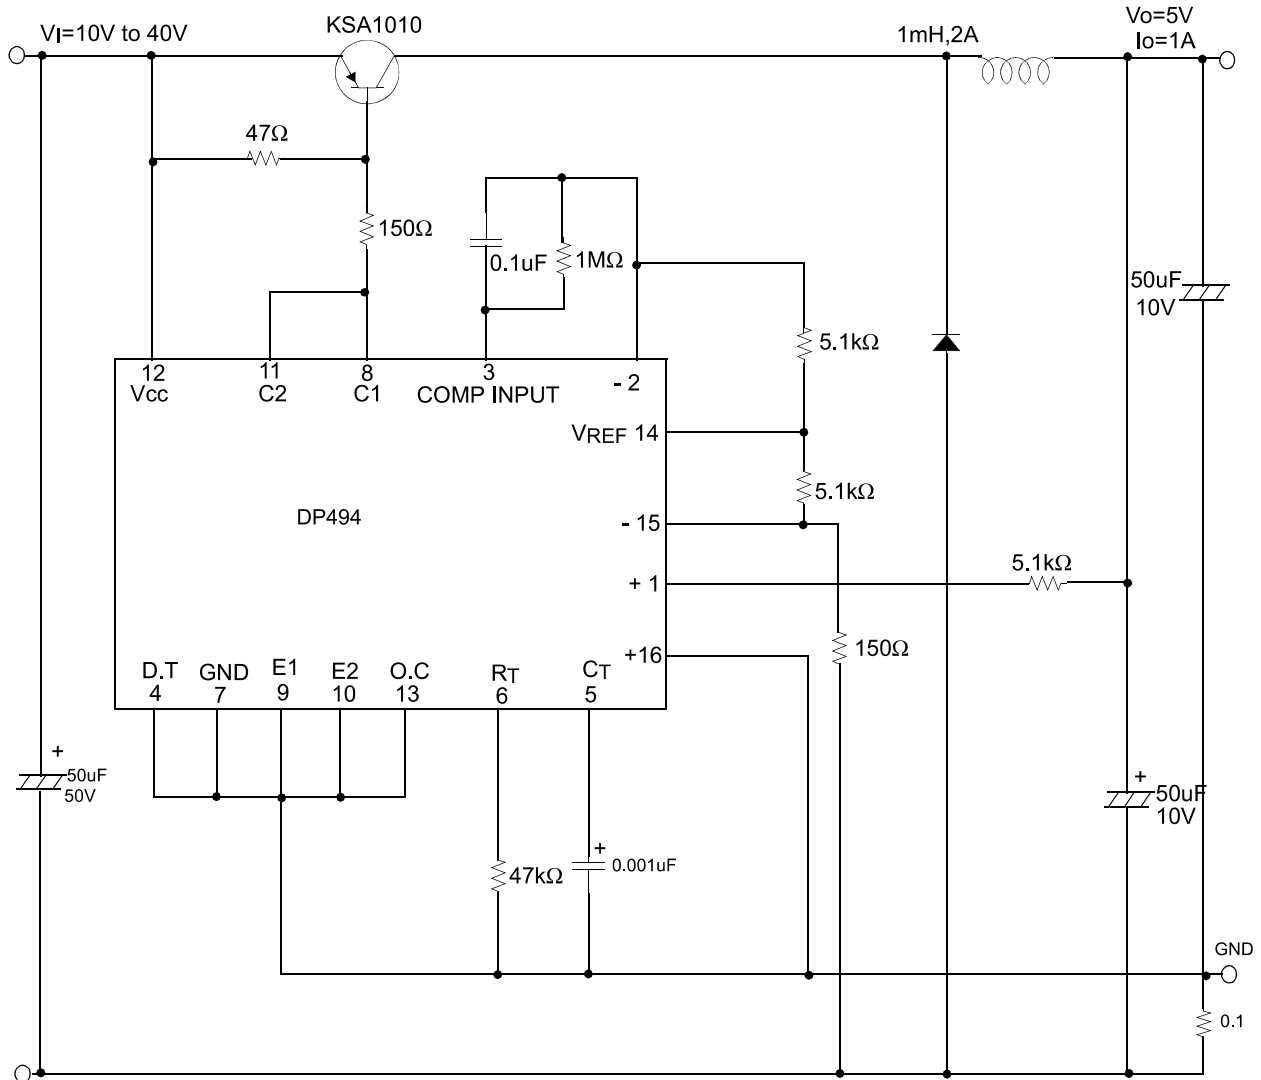 VI=10V to 40V
KSA1010
1mH,2A
Vo=5V
Io=1A
47Ω
150Ω
0.1uF
1MΩ
5.1kΩ
50uF
10V
12
Vcc
11
C2
8
C1
3
COMP INPUT
- 2
VREF 14
5.1kΩ
DP494
- 15
+ 1
5.1kΩ
+16
150Ω
D.T
4
GND
7
E1
9
E2
10
O.C
13
RT
6
CT
5
+
50uF
50V
+
50uF
10V
47kΩ
+
0.001uF
GND
0.1